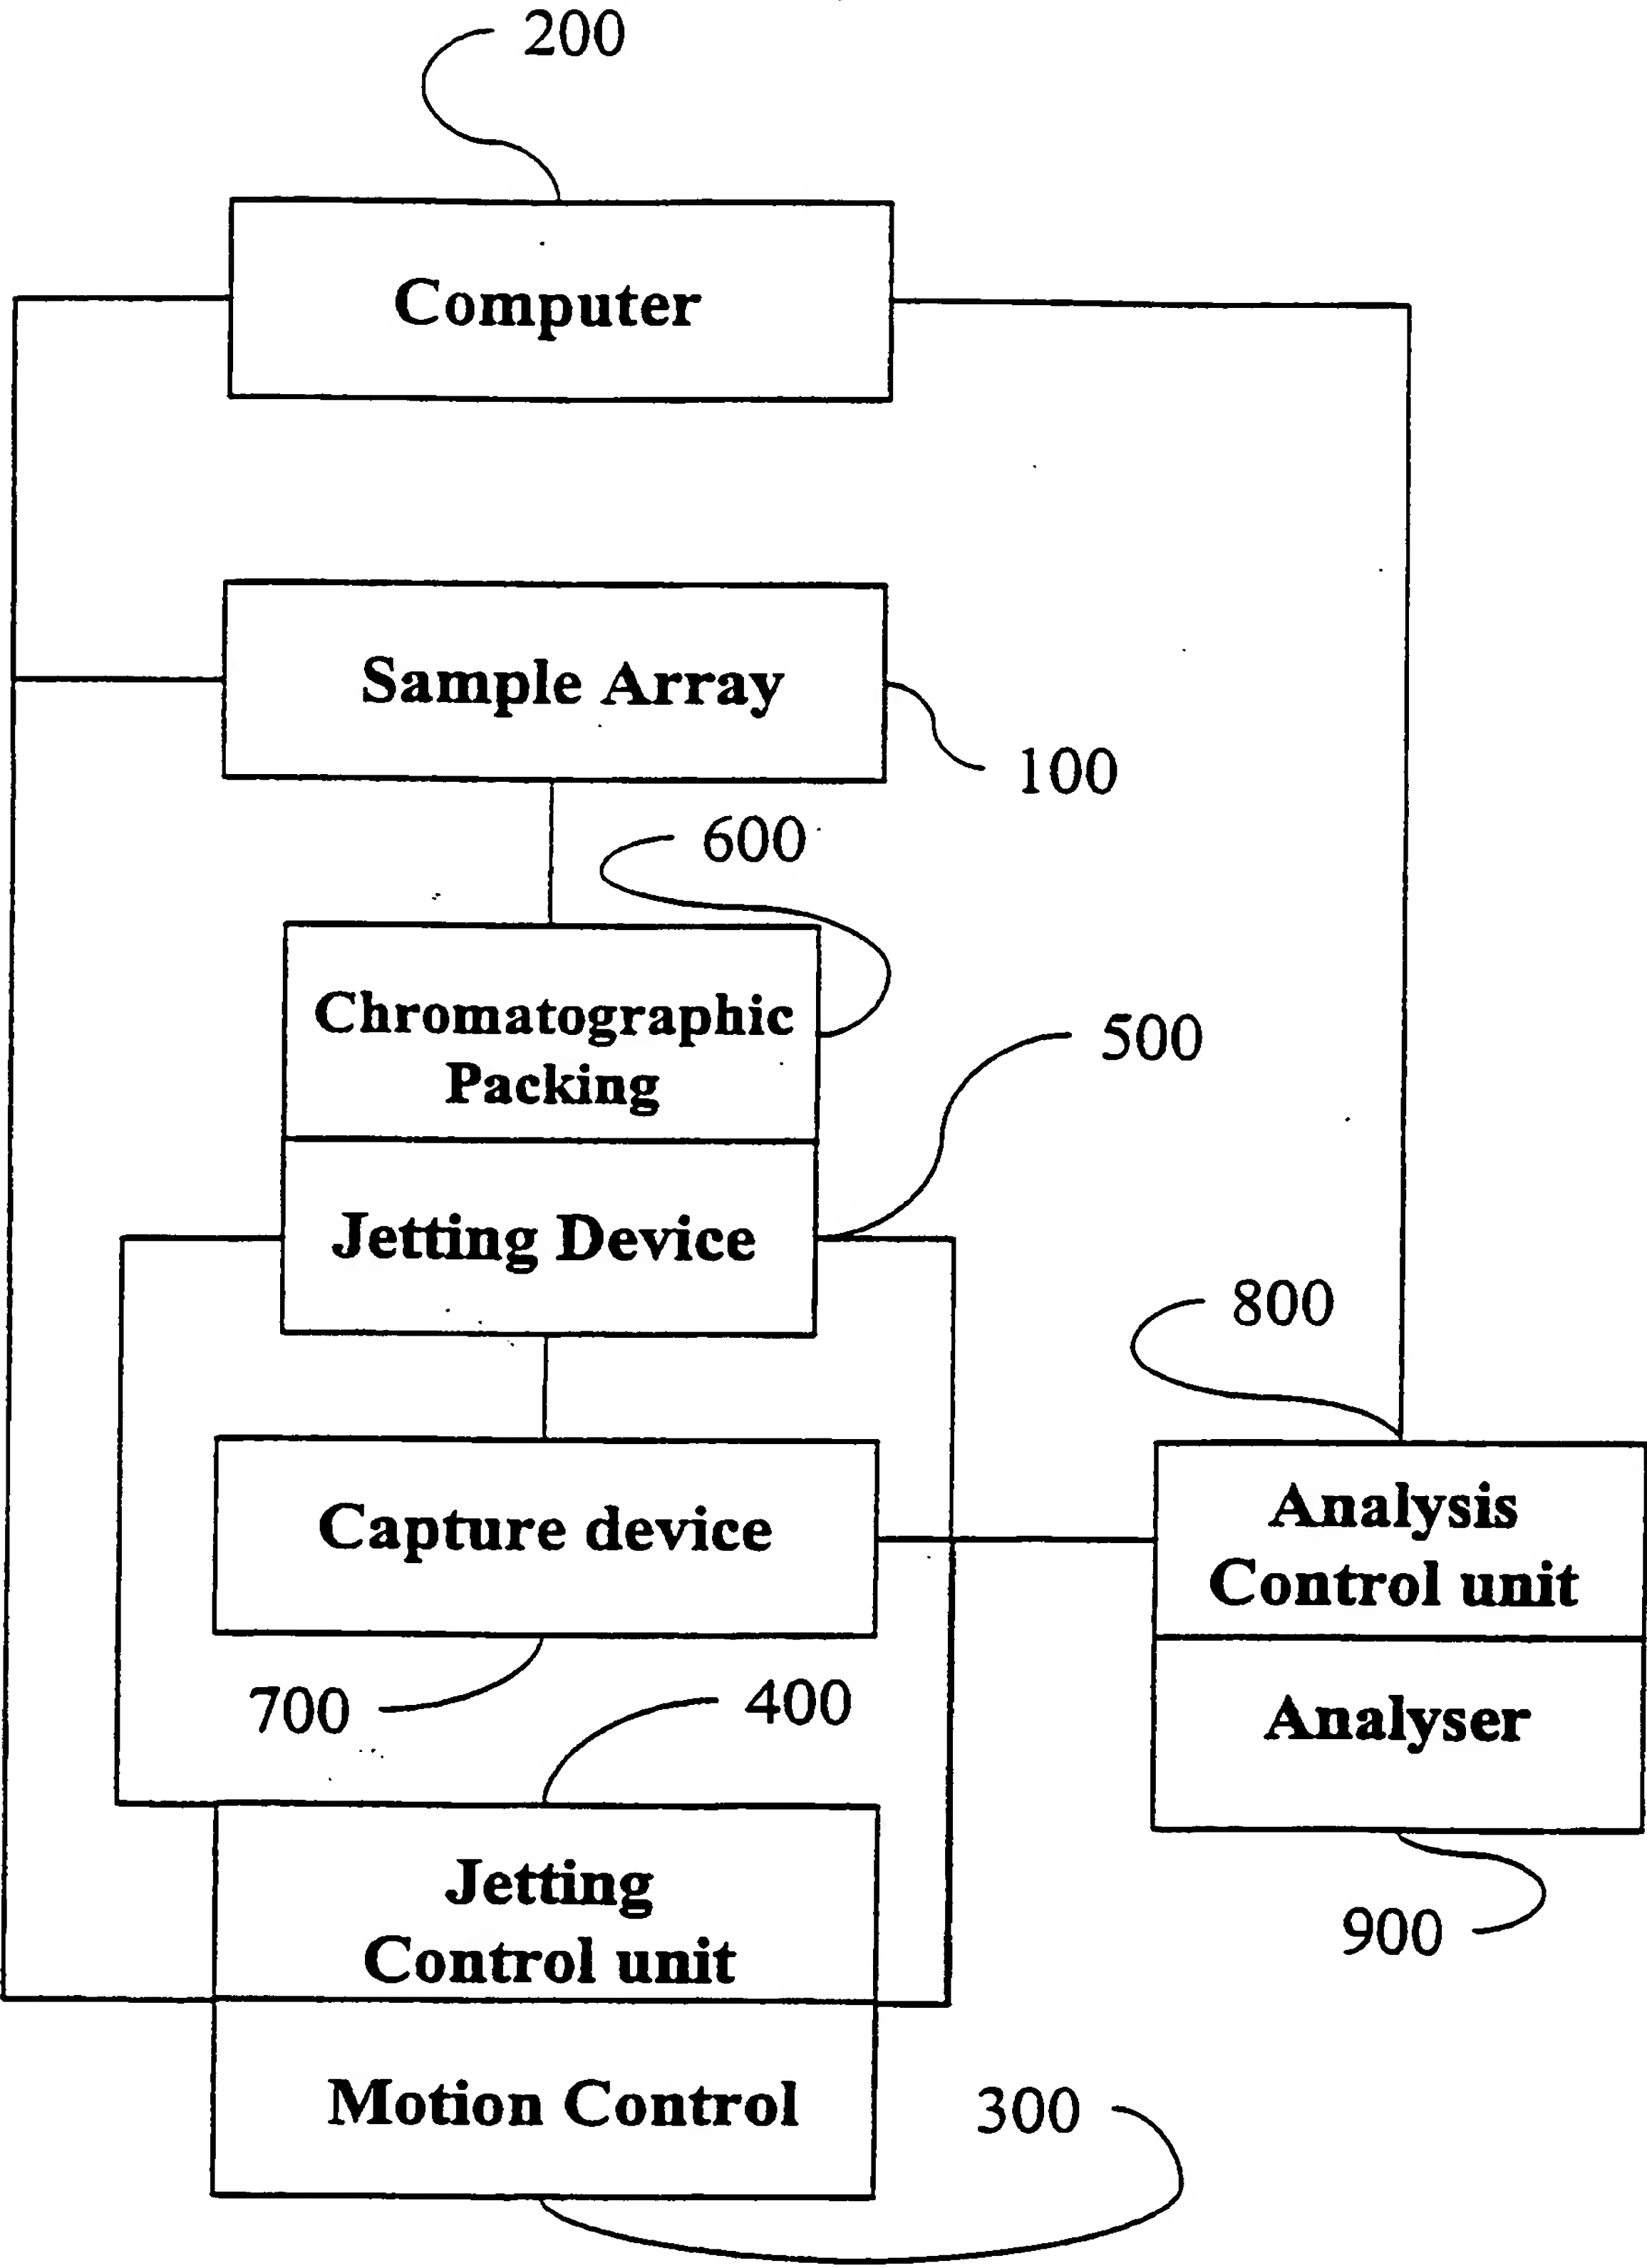 200
Computer
Sample Array
100
600
Chromatographic
Packing
500
Jetting Device
800
Capture device
Analysis
Control unit
700
400
Analyser
Jetting
Control unit
900
Motion Control
300